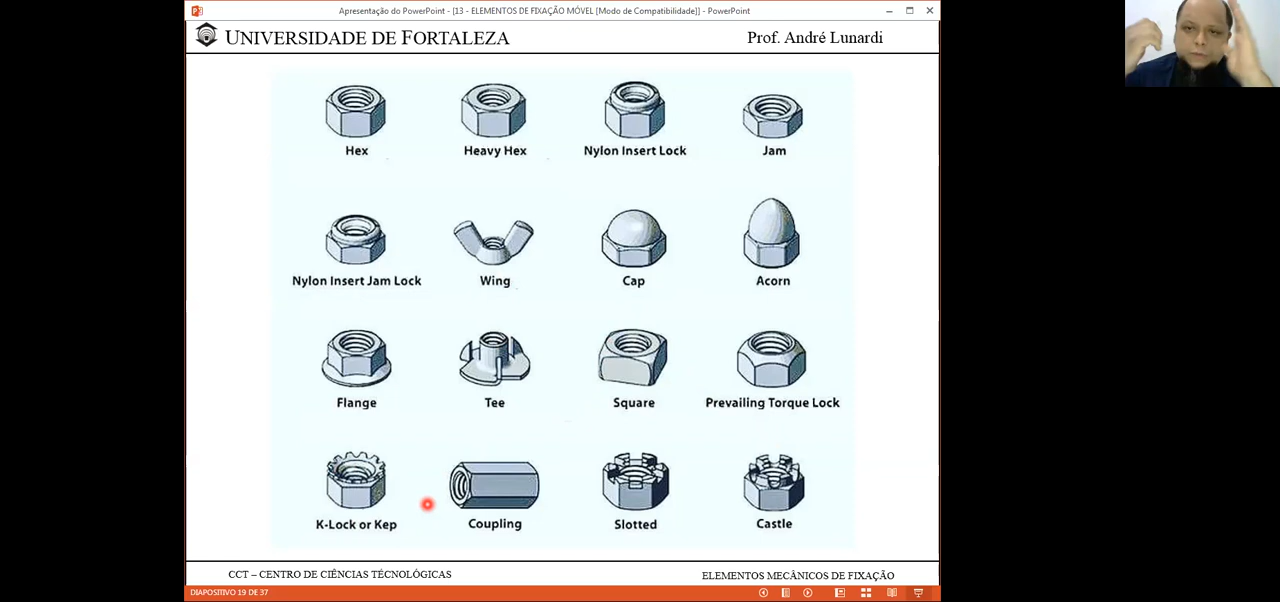 Apresentação do PowerPoint - [13 - ELEMENTOS DE FIXAÇÃO MÓVEL [Modo de Compatibilidade]] - PowerPoint
UNIVERSIDADE DE FORTALEZA
Prof. André Lunardi
Hex
Heavy Hex
Nylon Insert Lock
Jam
Nylon Insert Jam Lock
Wing
Cap
Acorn
Flange
Tee
Square
Prevailing Torque Lock
K-Lock or Kep
Coupling
Slotted
Castle
CCT – CENTRO DE CIÊNCIAS TÉCNOLÓGICAS
ELEMENTOS MECÂNICOS DE FIXAÇÃO
DIAPOSITIVO 19 DE 37